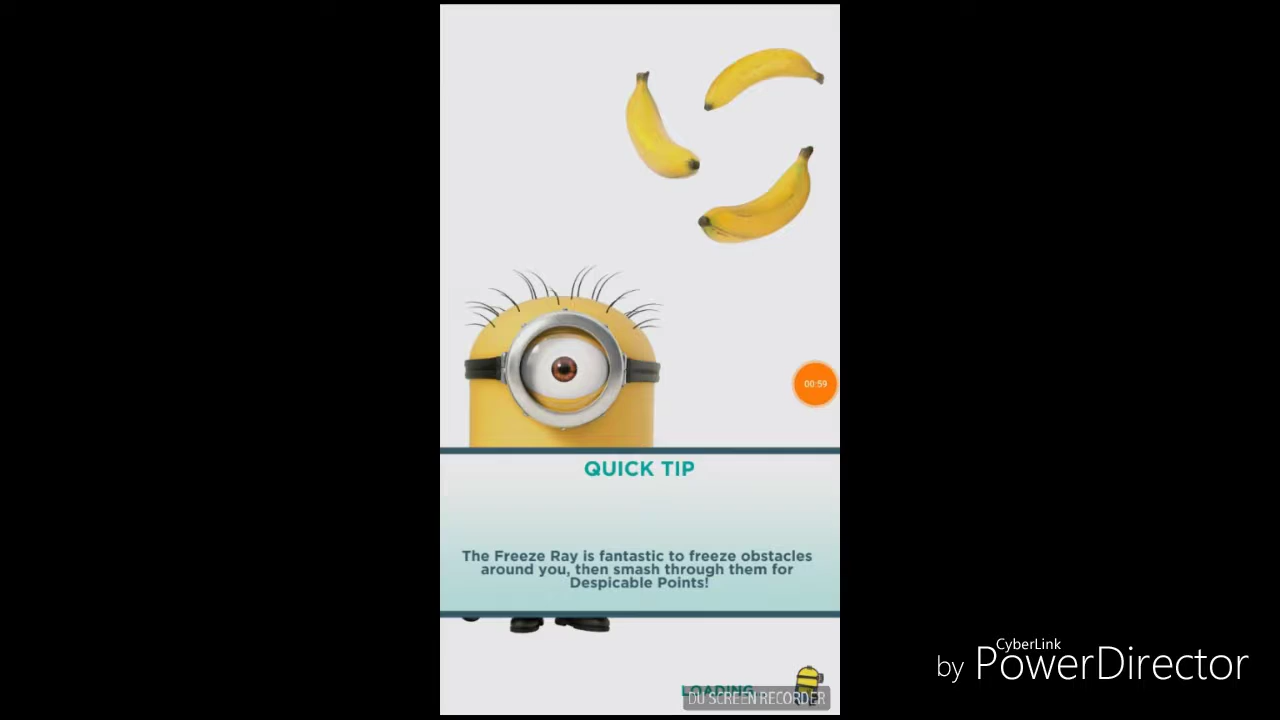 00:59
QUICK TIP
The Freeze Ray is fantastic to freeze obstacles
around you, then smash through them for
Despicable Points!
LOADING
DU SCREEN RECORDER
CyberLink
by PowerDirector